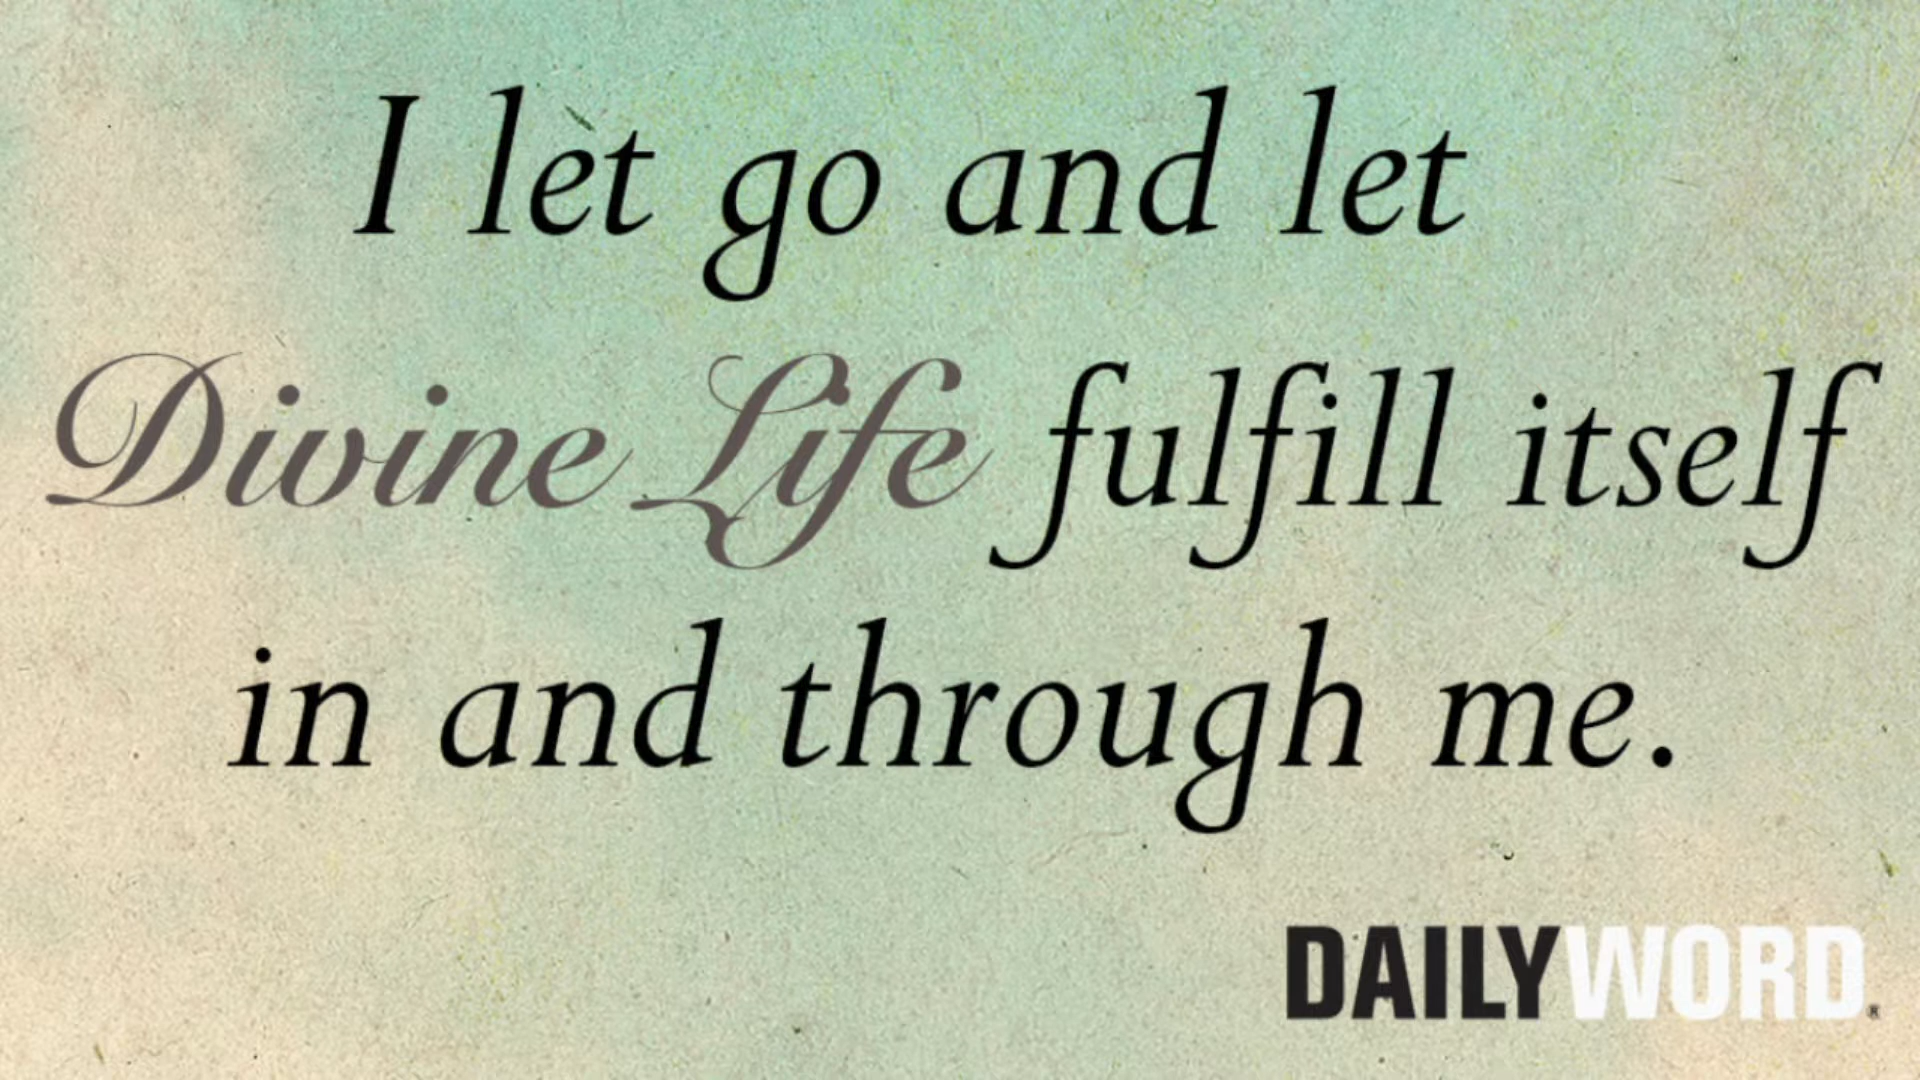 I let go and let
Divine Life fulfill itself
in and through me.
DAILYWORD®